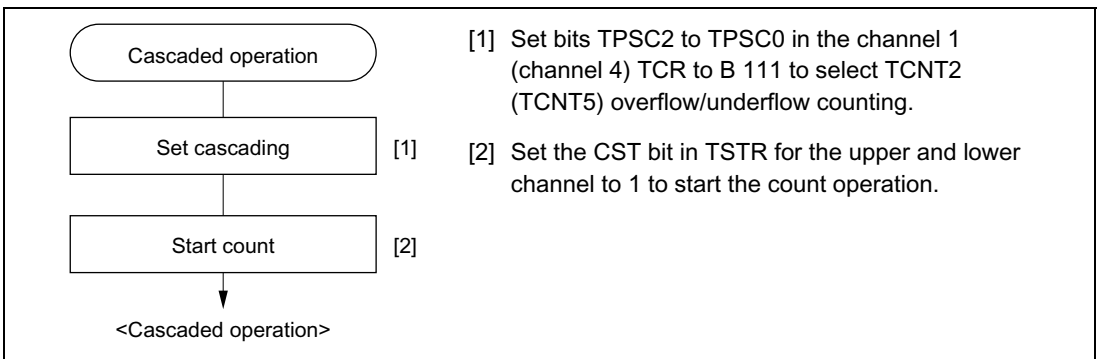 Cascaded operation
Set cascading [1]
Start count [2]
<Cascaded operation>
[1] Set bits TPSC2 to TPSC0 in the channel 1
(channel 4) TCR to B 111 to select TCNT2
(TCNT5) overflow/underflow counting.
[2] Set the CST bit in TSTR for the upper and lower
channel to 1 to start the count operation.